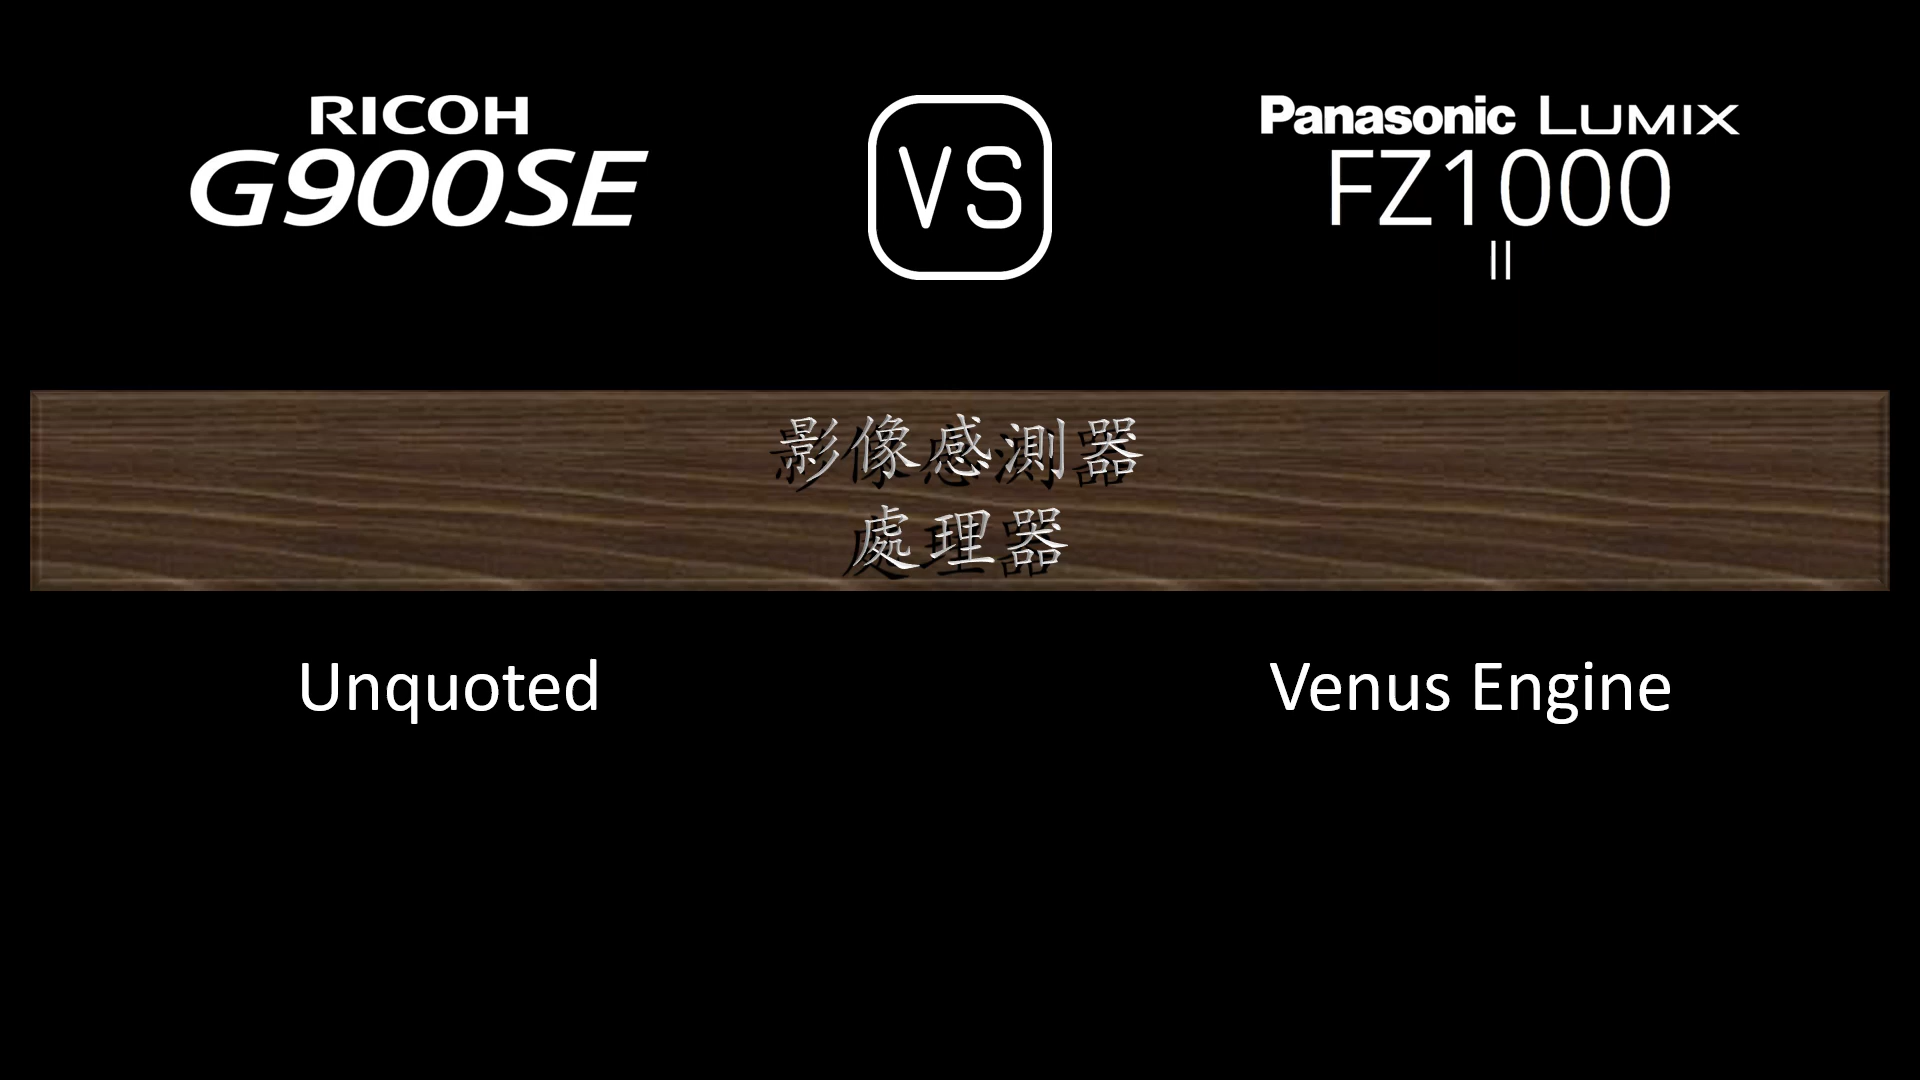 RICOH
G900SE
VS
Panasonic LUMIX
FZ1000
II
影像感測器
處理器
Unquoted
Venus Engine